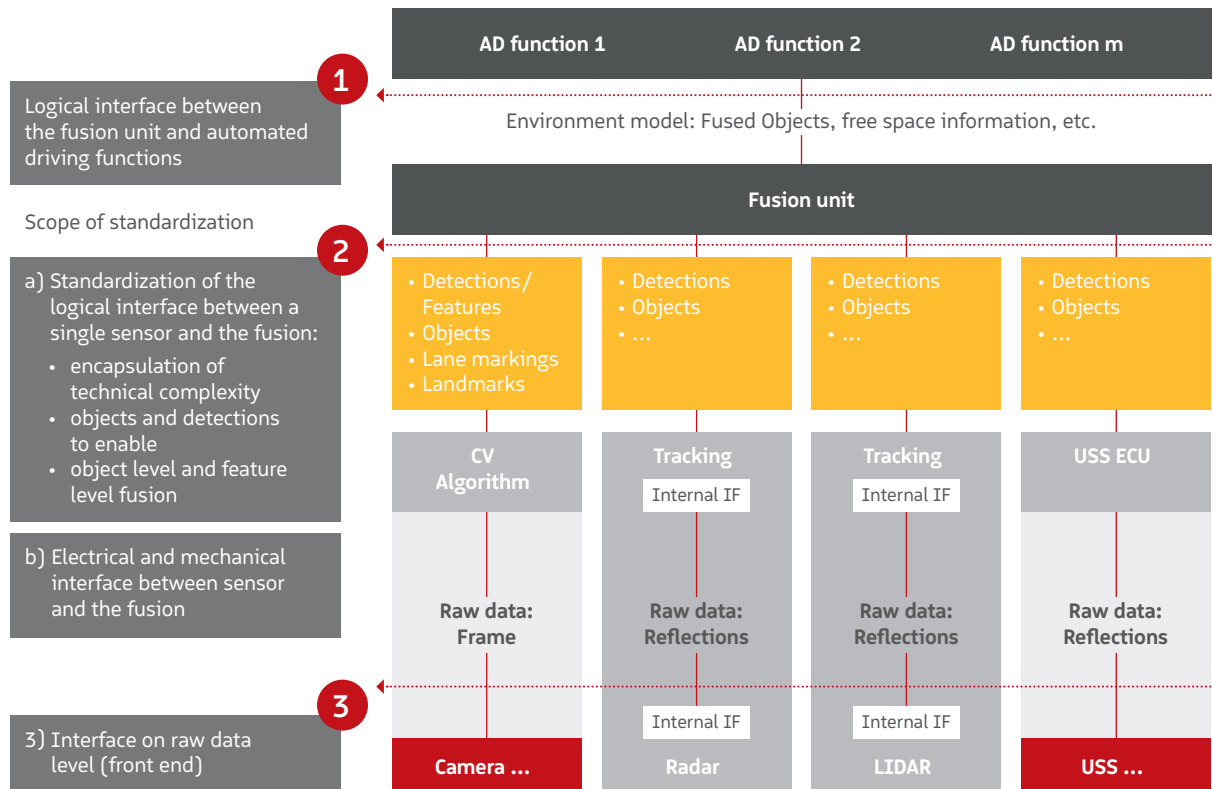 AD function 1
AD function 2
AD function m
1
Logical interface between
the fusion unit and automated
driving functions
Environment model: Fused Objects, free space information, etc.
Fusion unit
Scope of standardization
2
a) Standardization of the
logical interface between a
single sensor and the fusion:
• encapsulation of
technical complexity
• objects and detections
to enable
• object level and feature
level fusion
• Detections/
Features
• Objects
• Lane markings
• Landmarks
• Detections
• Objects
• ...
• Detections
• Objects
• ...
• Detections
• Objects
• ...
CV
Algorithm
Tracking
Internal IF
Tracking
Internal IF
USS ECU
b) Electrical and mechanical
interface between sensor
and the fusion
Raw data:
Frame
Raw data:
Reflections
Raw data:
Reflections
Raw data:
Reflections
3
3) Interface on raw data
level (front end)
Internal IF
Internal IF
Camera ...
Radar
LIDAR
USS ...